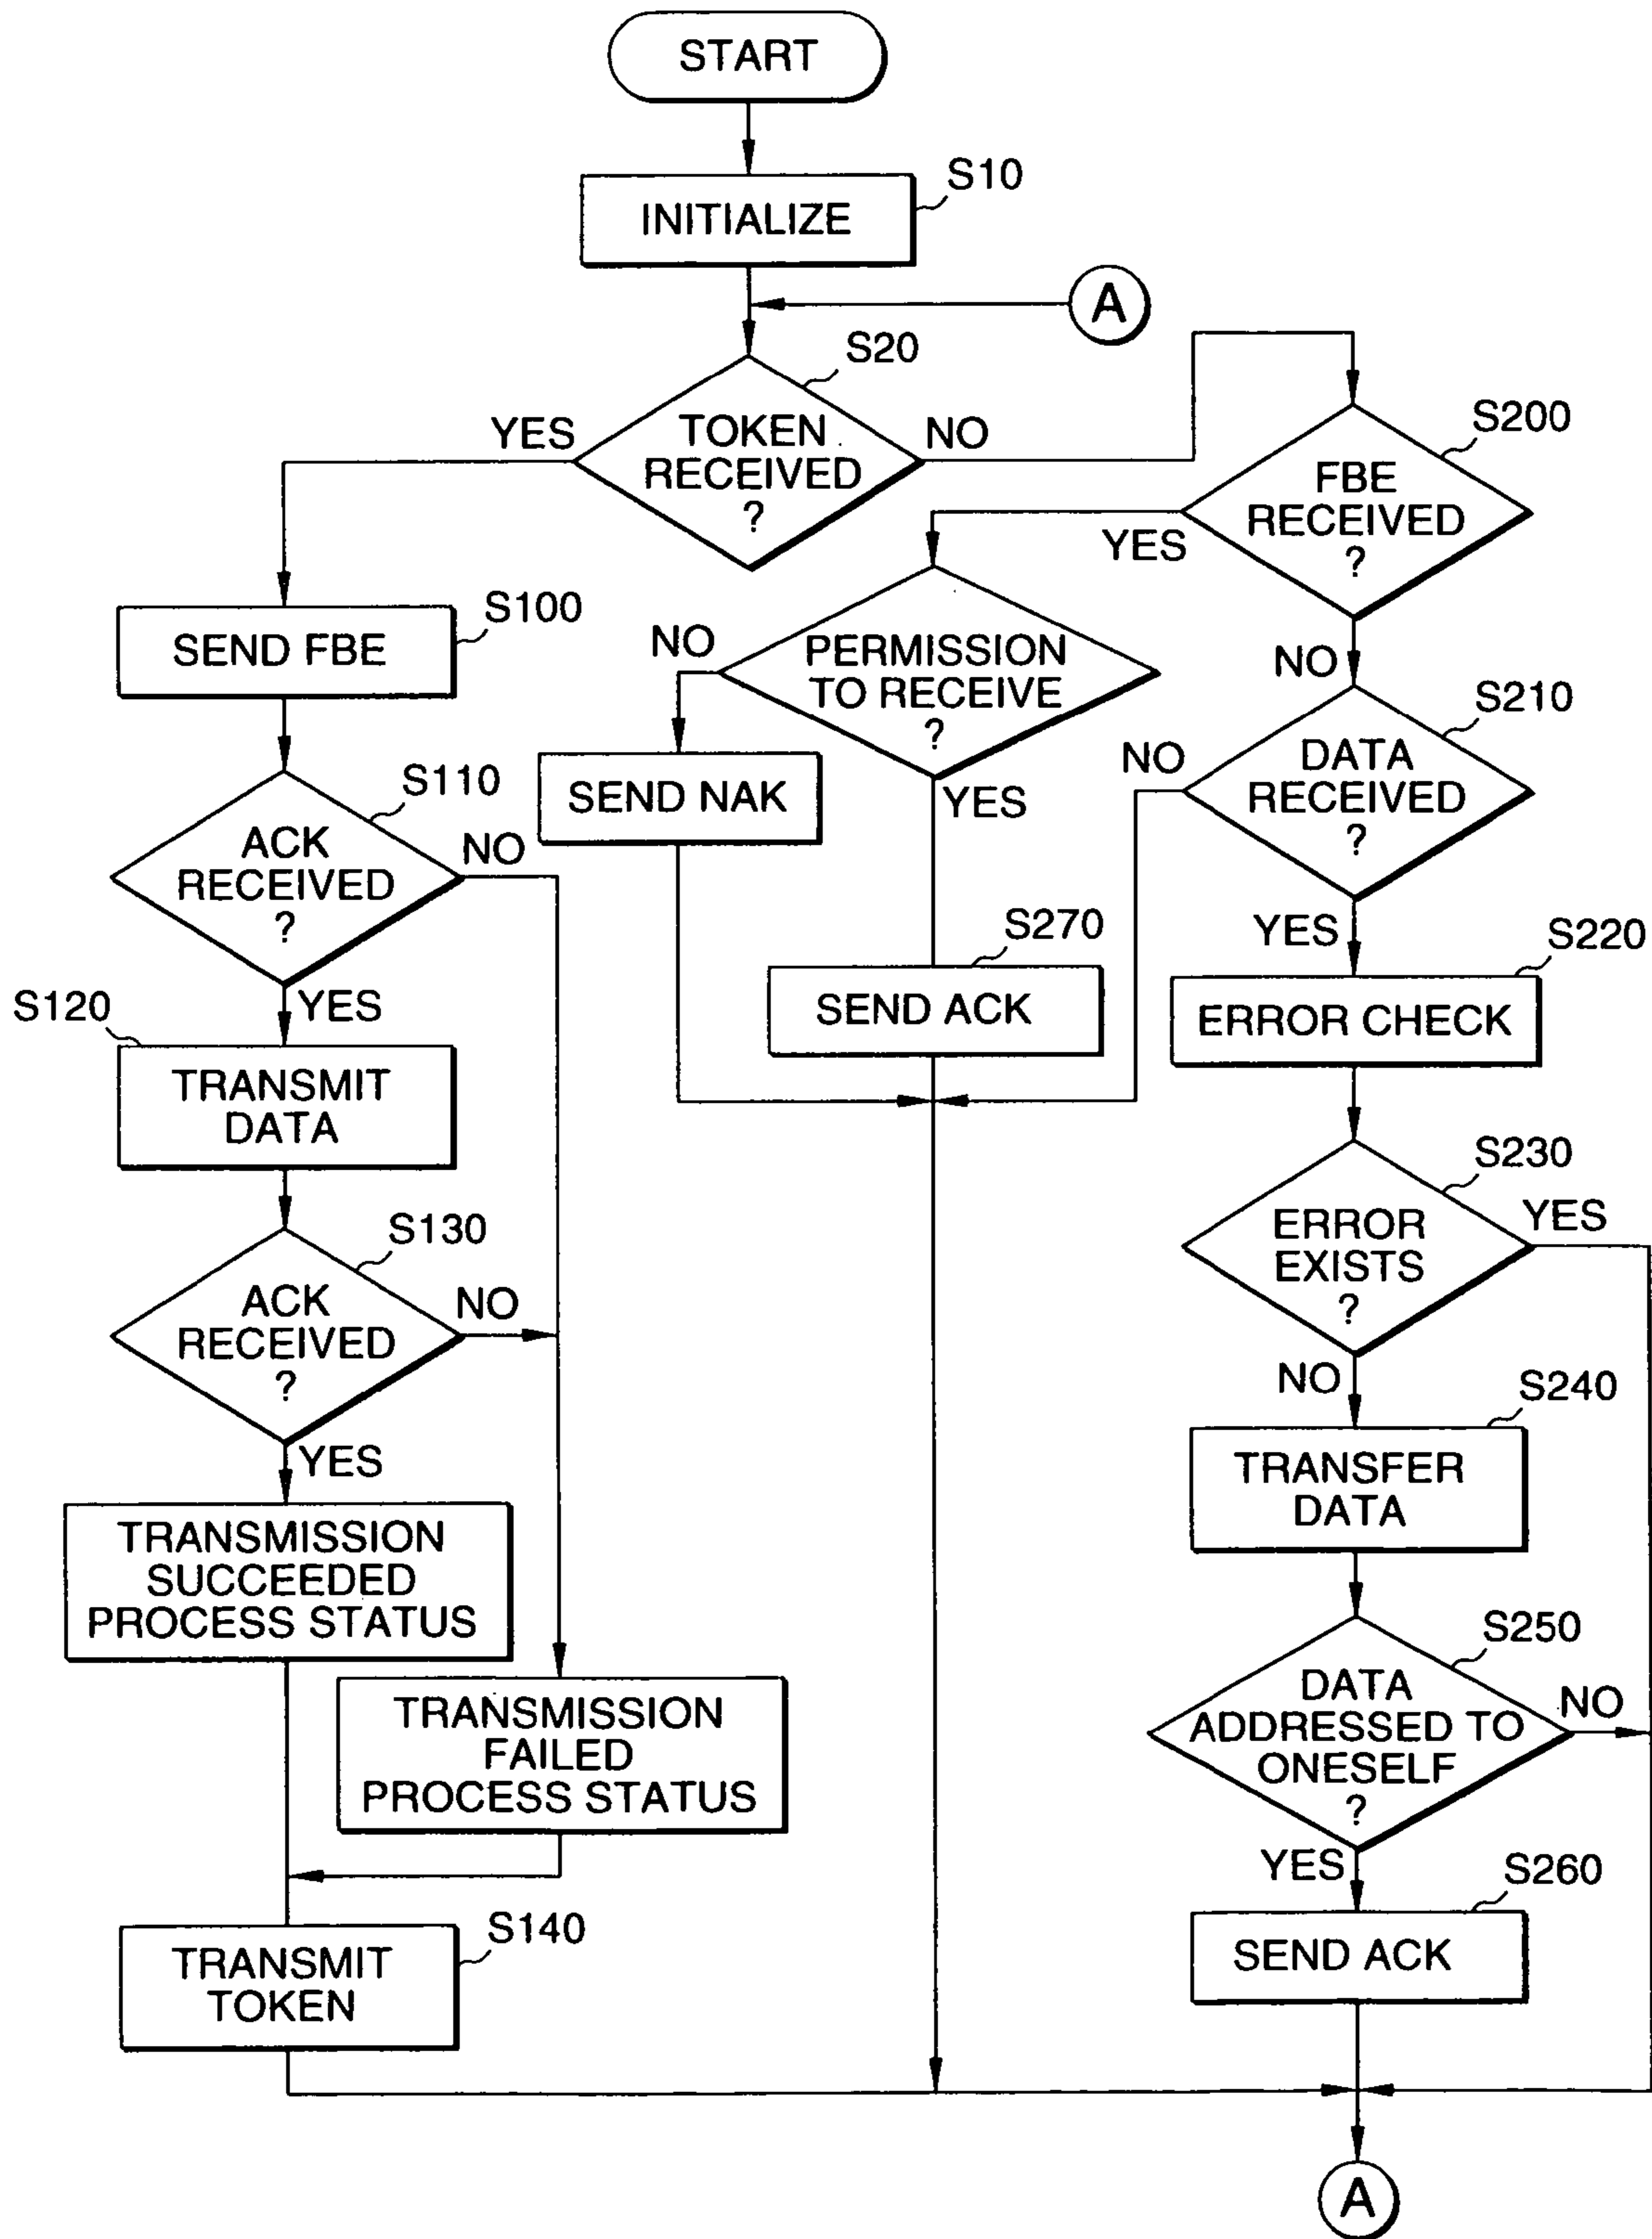 START
S10
INITIALIZE
A
S20
TOKEN
RECEIVED
?
YES
NO
S200
FBE
RECEIVED
?
YES
NO
S100
SEND FBE
PERMISSION
TO RECEIVE
?
NO
YES
SEND NAK
S210
DATA
RECEIVED
?
NO
YES
S110
ACK
RECEIVED
?
NO
YES
S270
SEND ACK
S220
ERROR CHECK
S120
TRANSMIT
DATA
S230
ERROR
EXISTS
?
YES
NO
S130
ACK
RECEIVED
?
NO
YES
S240
TRANSFER
DATA
TRANSMISSION
SUCCEEDED
PROCESS STATUS
TRANSMISSION
FAILED
PROCESS STATUS
S250
DATA
ADDRESSED TO
ONESELF
?
NO
YES
S260
SEND ACK
S140
TRANSMIT
TOKEN
A